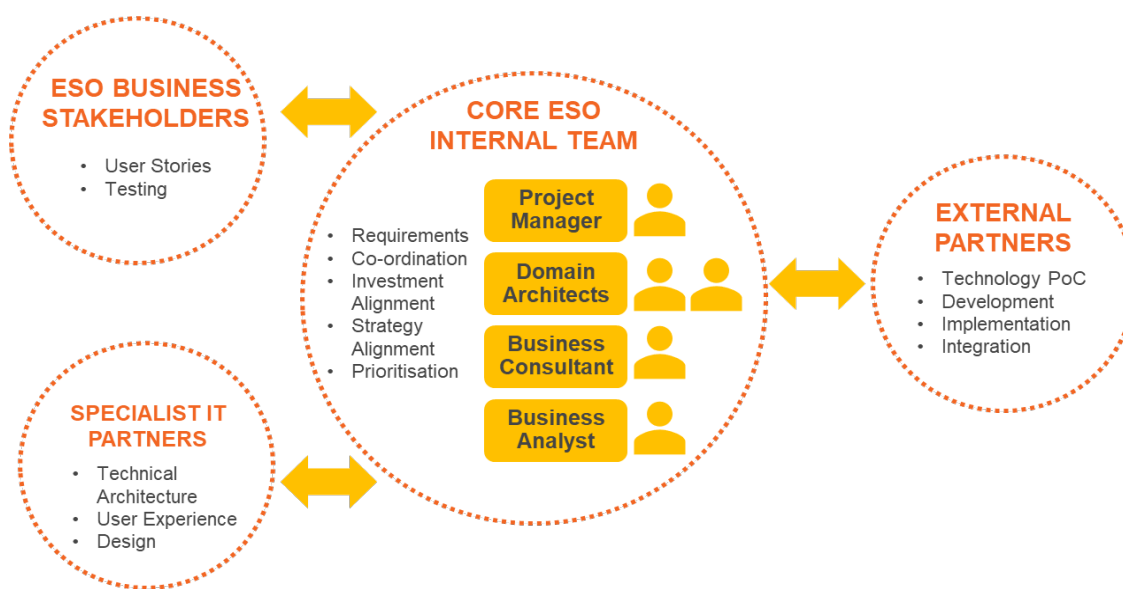 ESO BUSINESS
STAKEHOLDERS
• User Stories
• Testing
CORE ESO
INTERNAL TEAM
• Requirements
• Co-ordination
• Investment
Alignment
• Strategy
Alignment
• Prioritisation
Project
Manager
Domain
Architects
Business
Consultant
Business
Analyst
EXTERNAL
PARTNERS
• Technology PoC
• Development
• Implementation
• Integration
SPECIALIST IT
PARTNERS
• Technical
Architecture
• User Experience
• Design